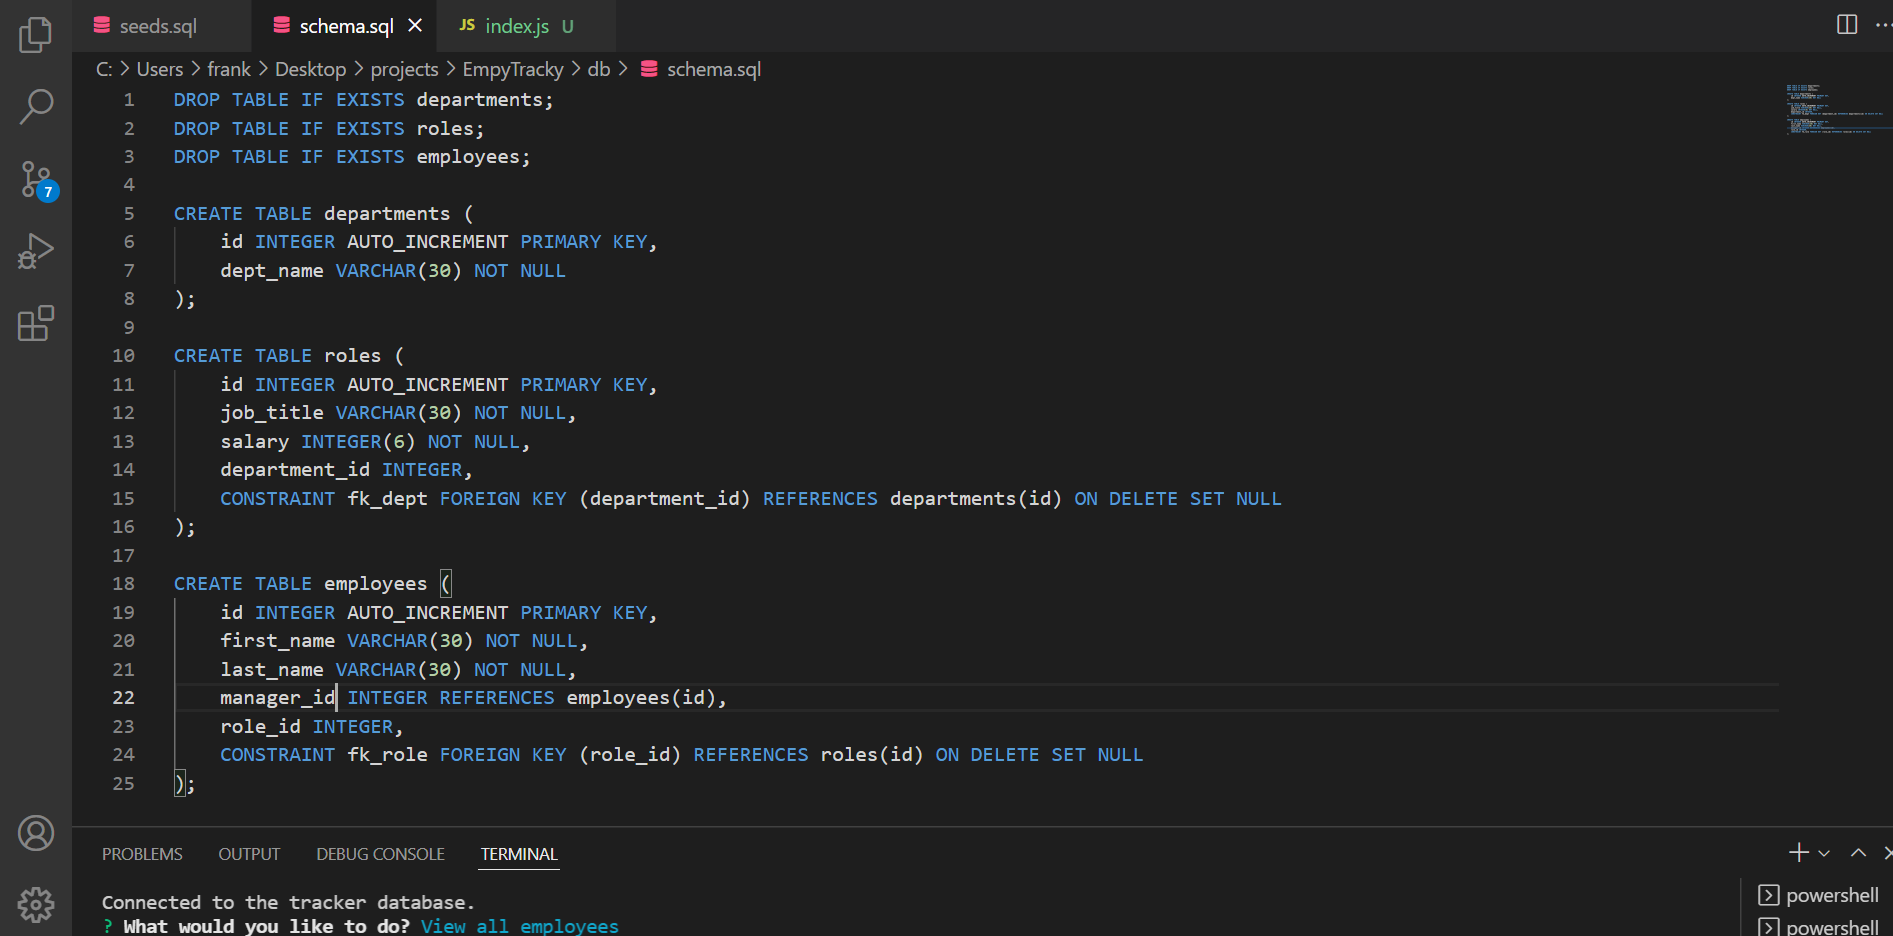 seeds.sql
schema.sql
JS index.js U
C: > Users > frank > Desktop > projects > EmpyTracky > db > schema.sql
1 DROP TABLE IF EXISTS departments;
2 DROP TABLE IF EXISTS roles;
3 DROP TABLE IF EXISTS employees;
4
5 CREATE TABLE departments (
6 id INTEGER AUTO_INCREMENT PRIMARY KEY,
7 dept_name VARCHAR(30) NOT NULL
8 );
9
10 CREATE TABLE roles (
11 id INTEGER AUTO_INCREMENT PRIMARY KEY,
12 job_title VARCHAR(30) NOT NULL,
13 salary INTEGER(6) NOT NULL,
14 department_id INTEGER,
15 CONSTRAINT fk_dept FOREIGN KEY (department_id) REFERENCES departments(id) ON DELETE SET NULL
16 );
17
18 CREATE TABLE employees (
19 id INTEGER AUTO_INCREMENT PRIMARY KEY,
20 first_name VARCHAR(30) NOT NULL,
21 last_name VARCHAR(30) NOT NULL,
22 manager_id INTEGER REFERENCES employees(id),
23 role_id INTEGER,
24 CONSTRAINT fk_role FOREIGN KEY (role_id) REFERENCES roles(id) ON DELETE SET NULL
25 );
7
PROBLEMS OUTPUT DEBUG CONSOLE TERMINAL
Connected to the tracker database.
? What would you like to do? View all employees
powershell
powershell